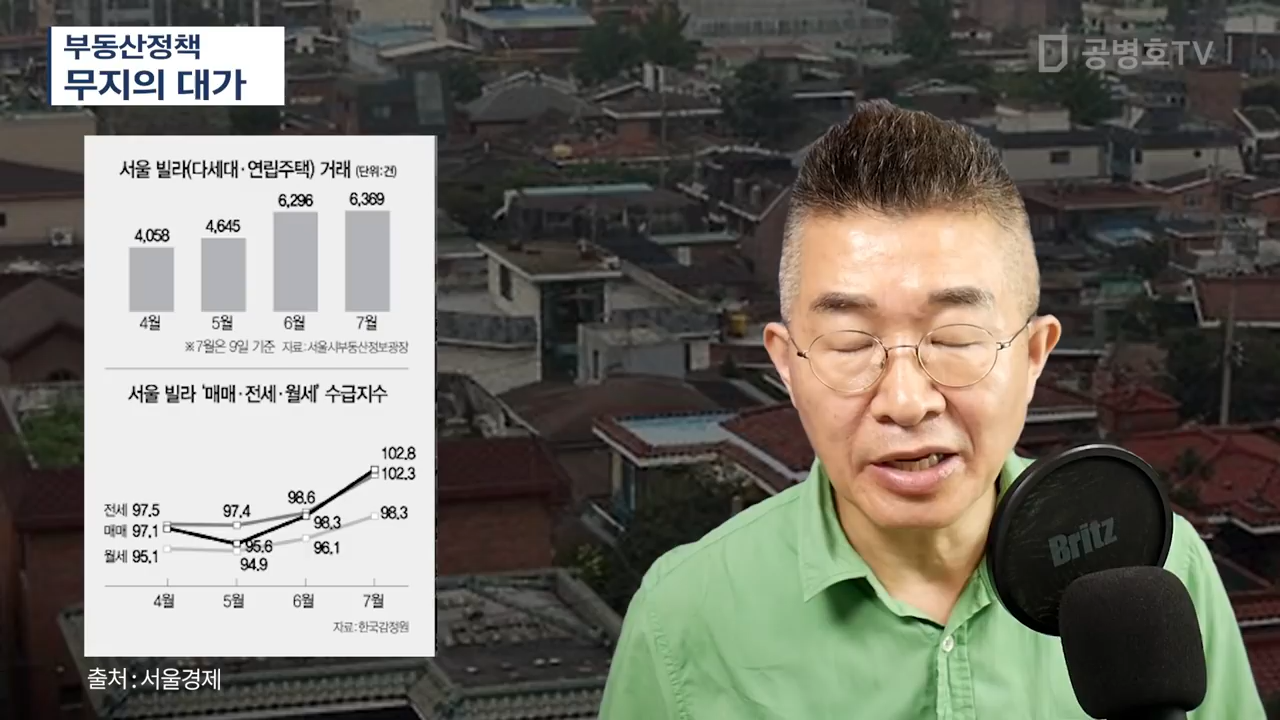 부동산정책
무지의 대가
공병호TV
서울 빌라(다세대·연립주택) 거래 (단위:건)
4,058
4,645
6,296
6,369
4월
5월
6월
7월
※7월은 9일 기준 자료:서울시부동산정보광장
서울 빌라 '매매·전세·월세' 수급지수
102.8
102.3
98.6
전세 97.5
97.4
98.3
98.3
매매 97.1
95.6
96.1
월세 95.1
94.9
4월
5월
6월
7월
자료:한국감정원
출처 : 서울경제
Britz